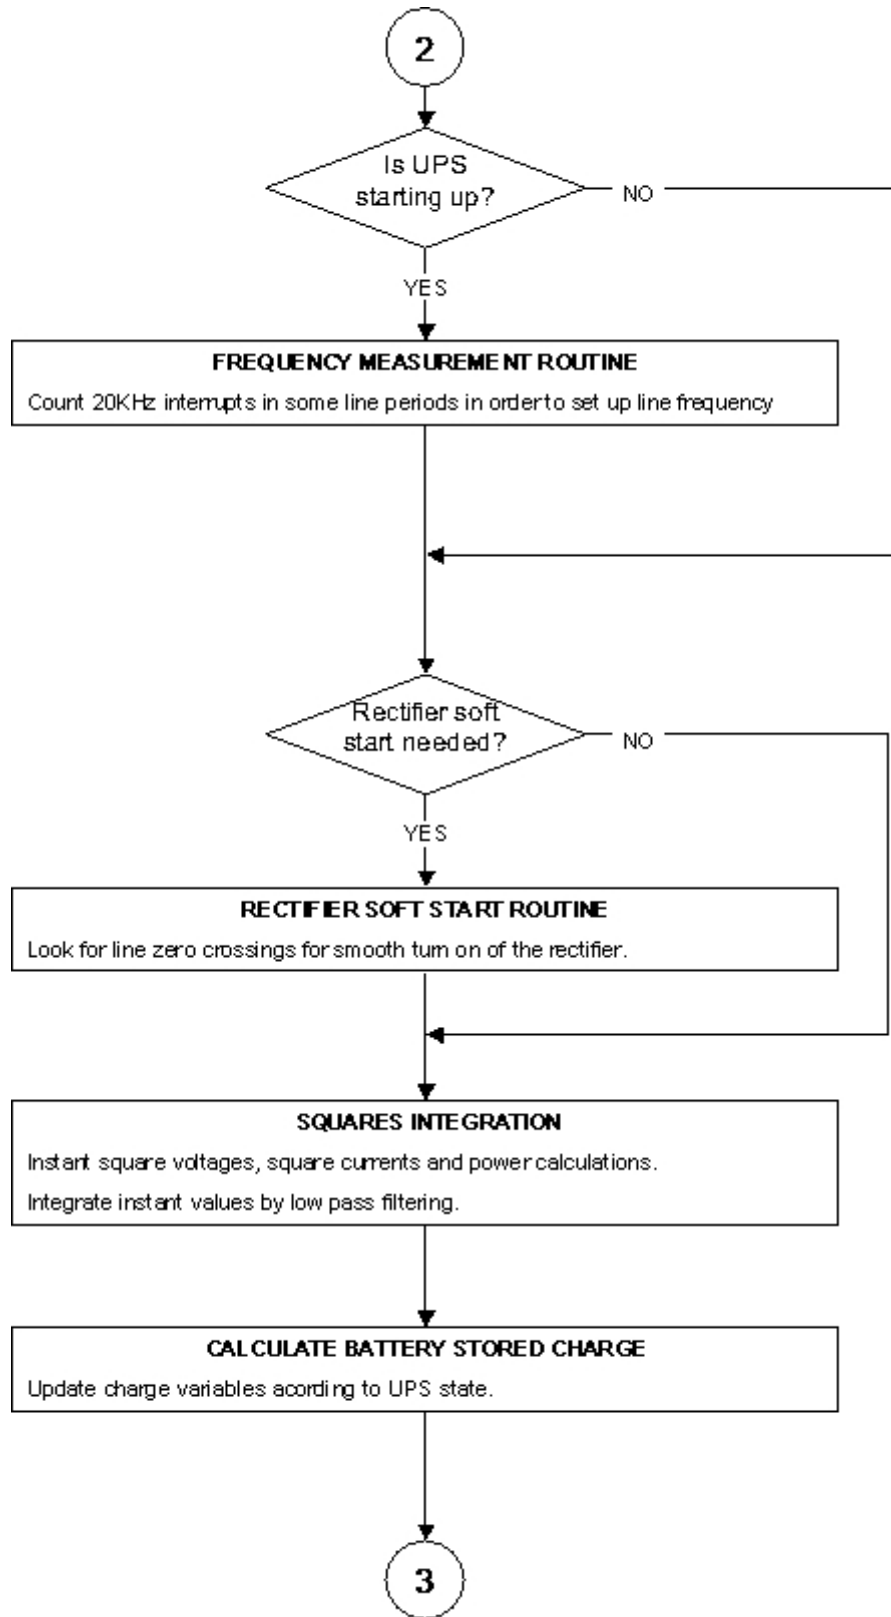 2
Is UPS
starting up?
NO
YES
FREQUENCY MEASUREMENT ROUTINE
Count 20KHz interrupts in some line periods in order to set up line frequency
Rectifier soft
start needed?
NO
YES
RECTIFIER SOFT START ROUTINE
Look for line zero crossings for smooth turn on of the rectifier.
SQUARES INTEGRATION
Instant square voltages, square currents and power calculations.
Integrate instant values by low pass filtering.
CALCULATE BATTERY STORED CHARGE
Update charge variables acording to UPS state.
3